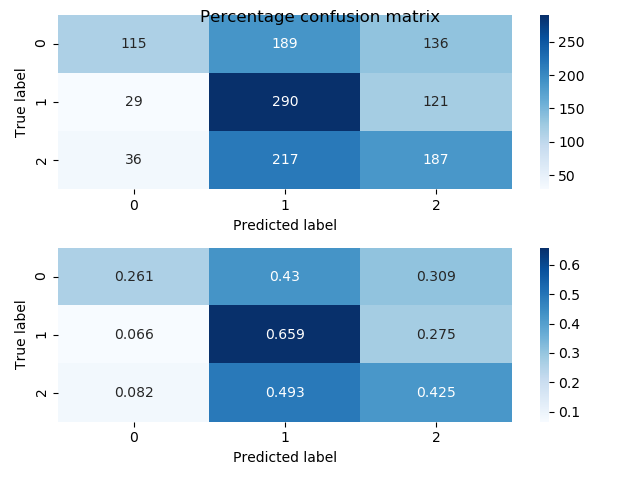 Percentage confusion matrix
True label
0 115 189 136
1 29 290 121
2 36 217 187
0 1 2
Predicted label
250
200
150
100
50
True label
0 0.261 0.43 0.309
1 0.066 0.659 0.275
2 0.082 0.493 0.425
0 1 2
Predicted label
0.6
0.5
0.4
0.3
0.2
0.1